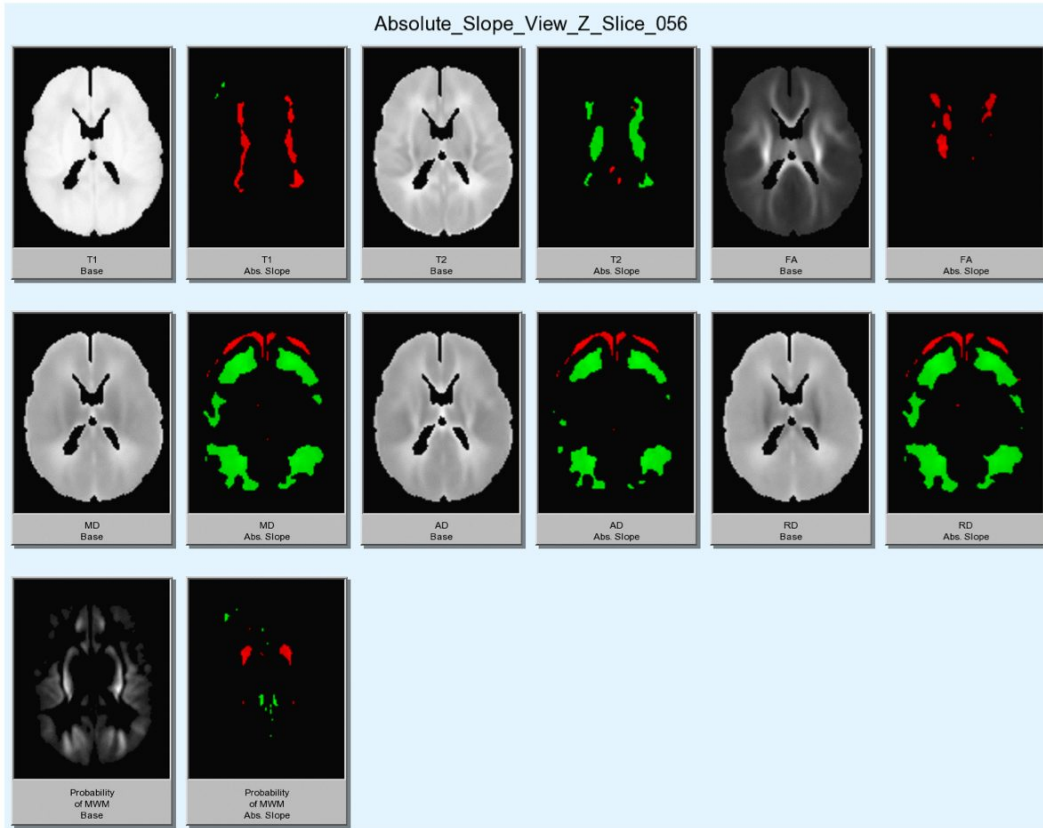 Absolute_Slope_View_Z_Slice_056
T1
Base
T1
Abs. Slope
T2
Base
T2
Abs. Slope
FA
Base
FA
Abs. Slope
MD
Base
MD
Abs. Slope
AD
Base
AD
Abs. Slope
RD
Base
RD
Abs. Slope
Probability
of MWM
Base
Probability
of MWM
Abs. Slope